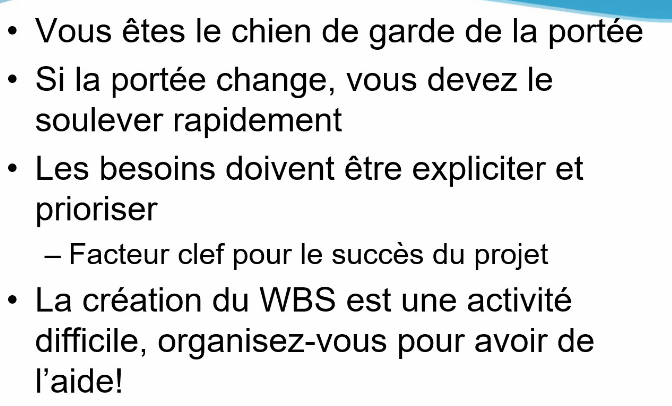 • Vous êtes le chien de garde de la portée
• Si la portée change, vous devez le
soulever rapidement
• Les besoins doivent être expliciter et
prioriser
– Facteur clef pour le succès du projet
• La création du WBS est une activité
difficile, organisez-vous pour avoir de
l’aide!